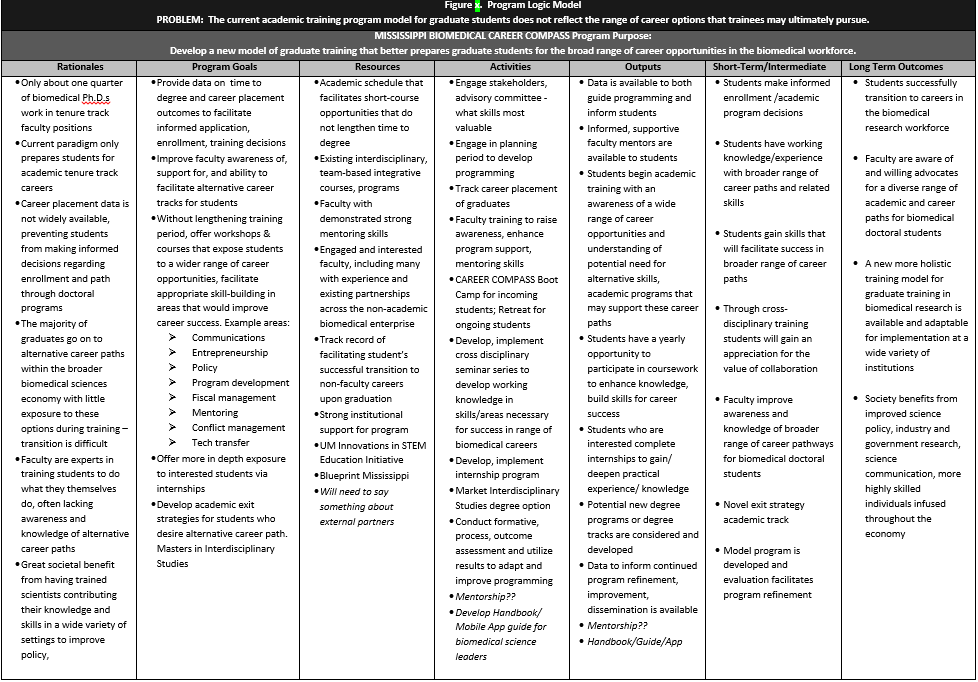 Figure x. Program Logic Model
PROBLEM: The current academic training program model for graduate students does not reflect the range of career options that trainees may ultimately pursue.
MISSISSIPPI BIOMEDICAL CAREER COMPASS Program Purpose:
Develop a new model of graduate training that better prepares graduate students for the broad range of career opportunities in the biomedical workforce.
Rationales
•Only about one quarter
of biomedical Ph.D.s
work in tenure track
faculty positions
•Current paradigm only
prepares students for
academic tenure track
careers
•Career placement data is
not widely available,
preventing students
from making informed
decisions regarding
enrollment and path
through doctoral
programs
•The majority of
graduates go on to
alternative career paths
within the broader
biomedical sciences
economy with little
exposure to these
options during training –
transition is difficult
•Faculty are experts in
training students to do
what they themselves
do, often lacking
awareness and
knowledge of alternative
career paths
•Great societal benefit
from having trained
scientists contributing
their knowledge and
skills in a wide variety of
settings to improve
policy,
Program Goals
•Provide data on time to
degree and career placement
outcomes to facilitate
informed application,
enrollment, training decisions
•Improve faculty awareness of,
support for, and ability to
facilitate alternative career
tracks for students
•Without lengthening training
period, offer workshops &
courses that expose students
to a wider range of career
opportunities, facilitate
appropriate skill-building in
areas that would improve
career success. Example areas:
➢ Communications
➢ Entrepreneurship
➢ Policy
➢ Program development
➢ Fiscal management
➢ Mentoring
➢ Conflict management
➢ Tech transfer
•Offer more in depth exposure
to interested students via
internships
•Develop academic exit
strategies for students who
desire alternative career path.
Masters in Interdisciplinary
Studies
Resources
•Academic schedule that
facilitates short-course
opportunities that do
not lengthen time to
degree
•Existing interdisciplinary,
team-based integrative
courses, programs
•Faculty with
demonstrated strong
mentoring skills
•Engaged and interested
faculty, including many
with experience and
existing partnerships
across the non-academic
biomedical enterprise
•Track record of
facilitating student's
successful transition to
non-faculty careers
upon graduation
•Strong institutional
support for program
•UM Innovations in STEM
Education Initiative
•Blueprint Mississippi
•Will need to say
something about
external partners
Activities
•Engage stakeholders,
advisory committee -
what skills most
valuable
•Engage in planning
period to develop
programming
•Track career placement
of graduates
•Faculty training to raise
awareness, enhance
program support,
mentoring skills
•CAREER COMPASS Boot
Camp for incoming
students; Retreat for
ongoing students
•Develop, implement
cross disciplinary
seminar series to
develop working
knowledge in
skills/areas necessary
for success in range of
biomedical careers
•Develop, implement
internship program
•Market Interdisciplinary
Studies degree option
•Conduct formative,
process, outcome
assessment and utilize
results to adapt and
improve programming
•Mentorship??
•Develop Handbook/
Mobile App guide for
biomedical science
leaders
Outputs
•Data is available to both
guide programming and
inform students
•Informed, supportive
faculty mentors are
available to students
•Students begin academic
training with an
awareness of a wide
range of career
opportunities and
understanding of
potential need for
alternative skills,
academic programs that
may support these career
paths
•Students have a yearly
opportunity to
participate in coursework
to enhance knowledge,
build skills for career
success
•Students who are
interested complete
internships to gain/
deepen practical
experience/ knowledge
•Potential new degree
programs or degree
tracks are considered and
developed
•Data to inform continued
program refinement,
improvement,
dissemination is available
•Mentorship??
•Handbook/Guide/App
Short-Term/Intermediate
•Students make informed
enrollment /academic
program decisions
•Students have working
knowledge/experience
with broader range of
career paths and related
skills
•Students gain skills that
will facilitate success in
broader range of career
paths
•Through cross-
disciplinary training
students will gain an
appreciation for the
value of collaboration
•Faculty improve
awareness and
knowledge of broader
range of career pathways
for biomedical doctoral
students
•Novel exit strategy
academic track
•Model program is
developed and
evaluation facilitates
program refinement
Long Term Outcomes
•Students successfully
transition to careers in
the biomedical
research workforce
•Faculty are aware of
and willing advocates
for a diverse range of
academic and career
paths for biomedical
doctoral students
•A new more holistic
training model for
graduate training in
biomedical research is
available and adaptable
for implementation at a
wide variety of
institutions
•Society benefits from
improved science
policy, industry and
government research,
science
communication, more
highly skilled
individuals infused
throughout the
economy